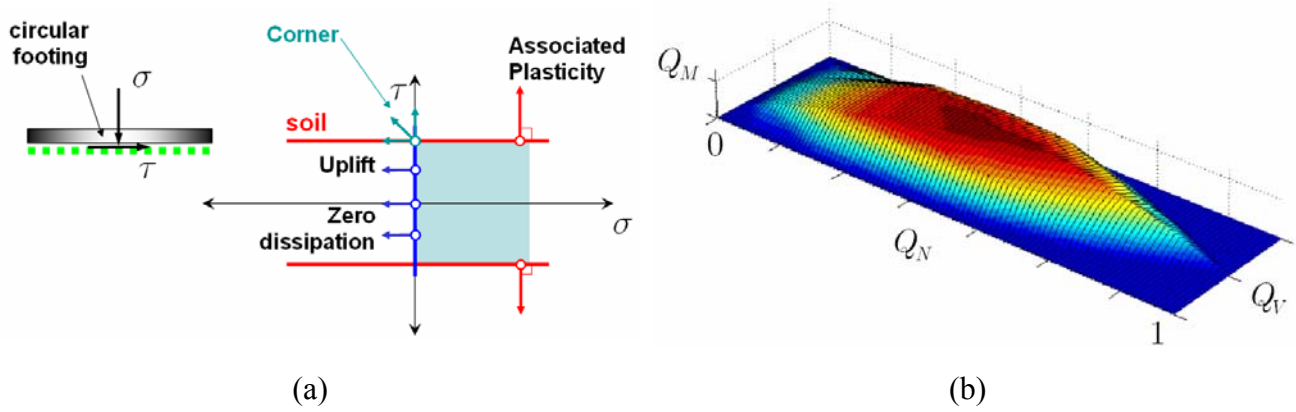 circular
footing
σ
τ
Corner
τ
Associated
Plasticity
soil
Uplift
Zero
dissipation
σ
(a)
Q_M
0
Q_N
1
Q_V
(b)